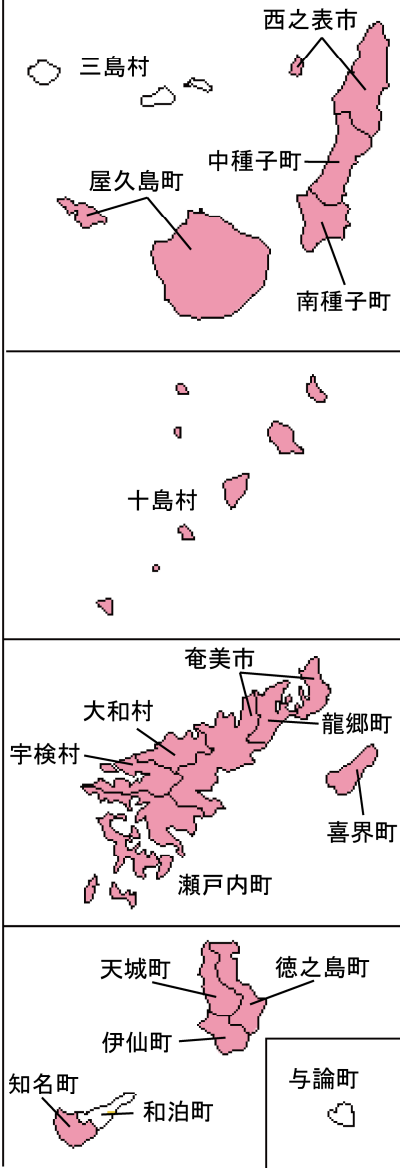 西之表市
三島村
中種子町
屋久島町
南種子町
十島村
奄美市
大和村
龍郷町
宇検村
喜界町
瀬戸内町
天城町
徳之島町
伊仙町
知名町
与論町
和泊町